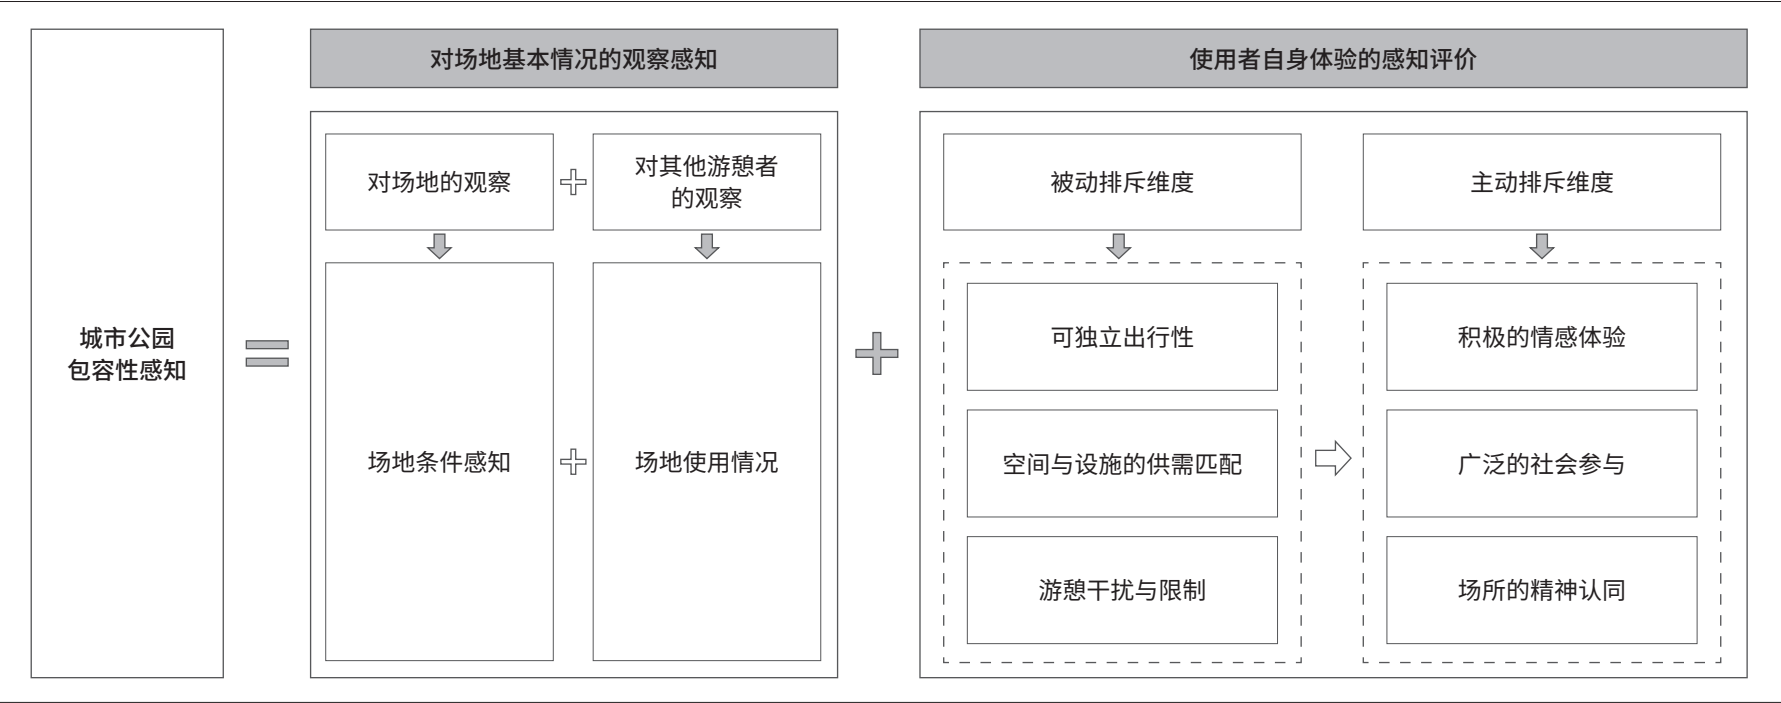 城市公园
包容性感知
对场地基本情况的观察感知
对场地的观察
对其他游憩者
的观察
场地条件感知
场地使用情况
使用者自身体验的感知评价
被动排斥维度
主动排斥维度
可独立出行性
空间与设施的供需匹配
游憩干扰与限制
积极的情感体验
广泛的社会参与
场所的精神认同